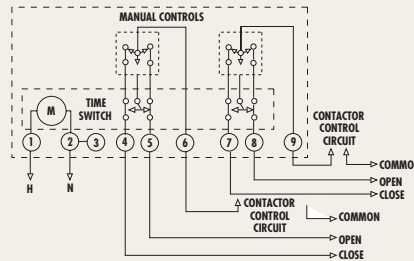 MANUAL CONTROLS
M
TIME
SWITCH
1
2
3
4
5
6
7
8
9
CONTACTOR
CONTROL
CIRCUIT
H
N
COMMO
OPEN
CLOSE
CONTACTOR
CONTROL
CIRCUIT
COMMON
OPEN
CLOSE